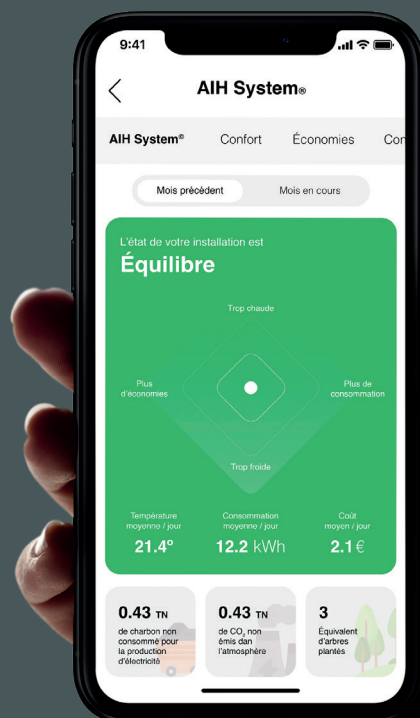 9:41
AIH System®
AIH System® Confort Économies Con
Mois précédent Mois en cours
L'état de votre installation est
Équilibre
Trop chaude
Plus
d'économies
Plus de
consommation
Trop froide
Température
moyenne / jour
21.4°
Consommation
moyenne / jour
12.2 kWh
Coût
moyen / jour
2.1 €
0.43 TN
de charbon non
consommé pour
la production
d'électricité
0.43 TN
de CO₂ non
émis dan
l'atmosphère
3
Équivalent
d'arbres
plantés